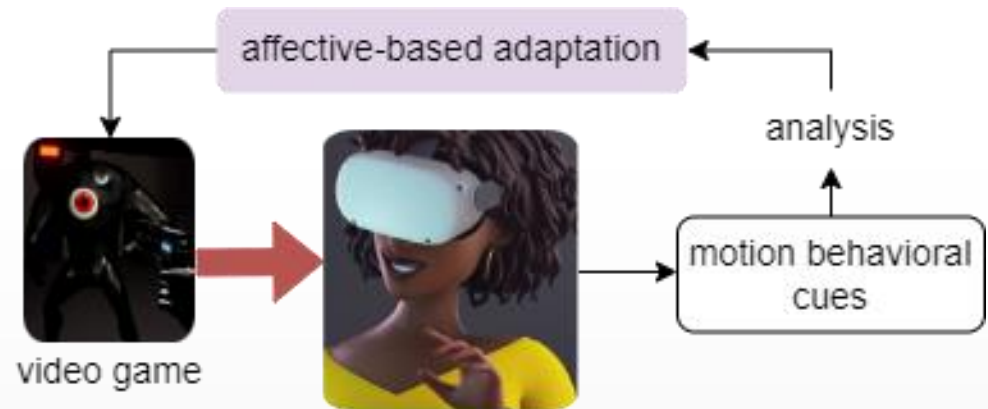 affective-based adaptation
analysis
motion behavioral
cues
video game